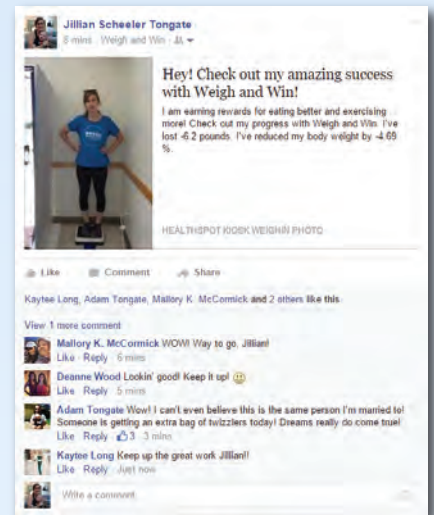 Jillian Scheeler Tongate
6 mins · Weigh and Win ·
Hey! Check out my amazing success
with Weigh and Win!
I am earning rewards for eating better and exercising
more! Check out my progress with Weigh and Win. I've
lost -6.2 pounds. I've reduced my body weight by -4.69
%.
HEALTHSPOT KIOSK WEIGHIN PHOTO
Like Comment Share
Kaytee Long, Adam Tongate, Mallory K. McCormick and 2 others like this.
View 1 more comment
Mallory K. McCormick WOW! Way to go, Jillian!
Like · Reply · 6 mins
Deanne Wood Lookin' good! Keep it up!
Like · Reply · 5 mins
Adam Tongate Wow! I can't even believe this is the same person I'm married to!
Someone is getting an extra bag of twizzlers today! Dreams really do come true!
Like · Reply · 3 · 3 mins
Kaytee Long Keep up the great work Jillian!!
Like · Reply · Just now
Write a comment